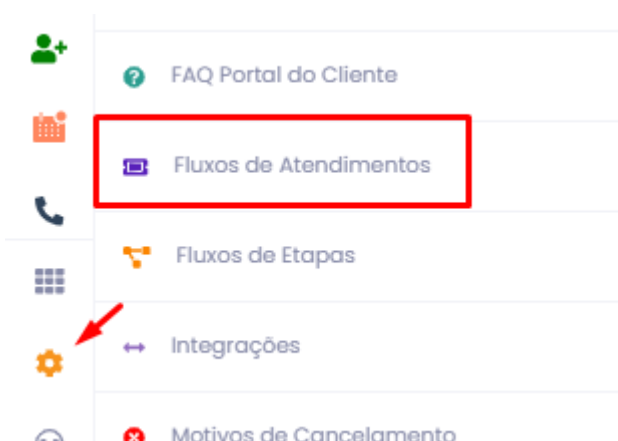 FAQ Portal do Cliente
Fluxos de Atendimentos
Fluxos de Etapas
Integrações
Motivos de Cancelamento